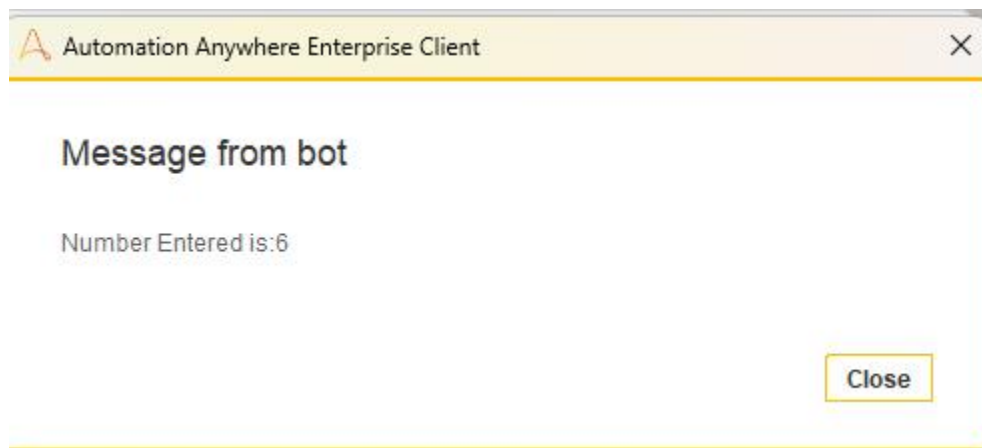 Automation Anywhere Enterprise Client
Message from bot
Number Entered is:6
Close